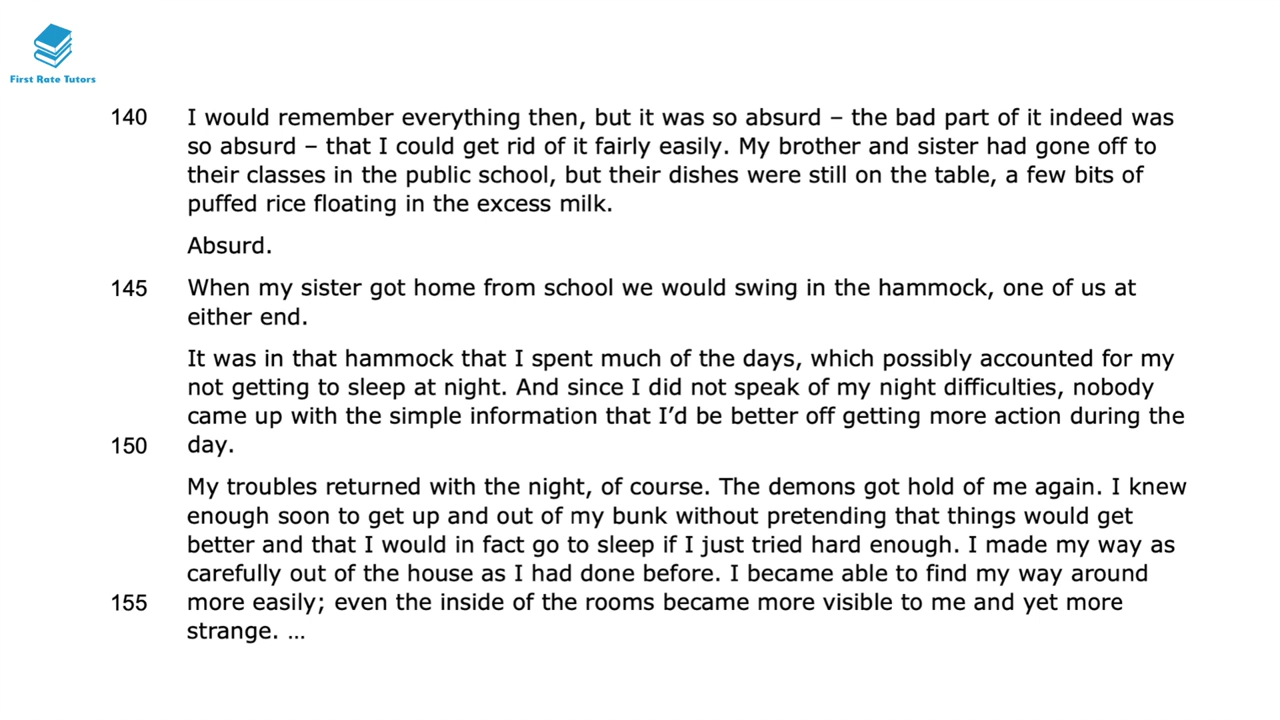 First Rate Tutors
140 I would remember everything then, but it was so absurd – the bad part of it indeed was
so absurd – that I could get rid of it fairly easily. My brother and sister had gone off to
their classes in the public school, but their dishes were still on the table, a few bits of
puffed rice floating in the excess milk.
Absurd.
145 When my sister got home from school we would swing in the hammock, one of us at
either end.
It was in that hammock that I spent much of the days, which possibly accounted for my
not getting to sleep at night. And since I did not speak of my night difficulties, nobody
came up with the simple information that I’d be better off getting more action during the
150 day.
My troubles returned with the night, of course. The demons got hold of me again. I knew
enough soon to get up and out of my bunk without pretending that things would get
better and that I would in fact go to sleep if I just tried hard enough. I made my way as
carefully out of the house as I had done before. I became able to find my way around
155 more easily; even the inside of the rooms became more visible to me and yet more
strange. ...